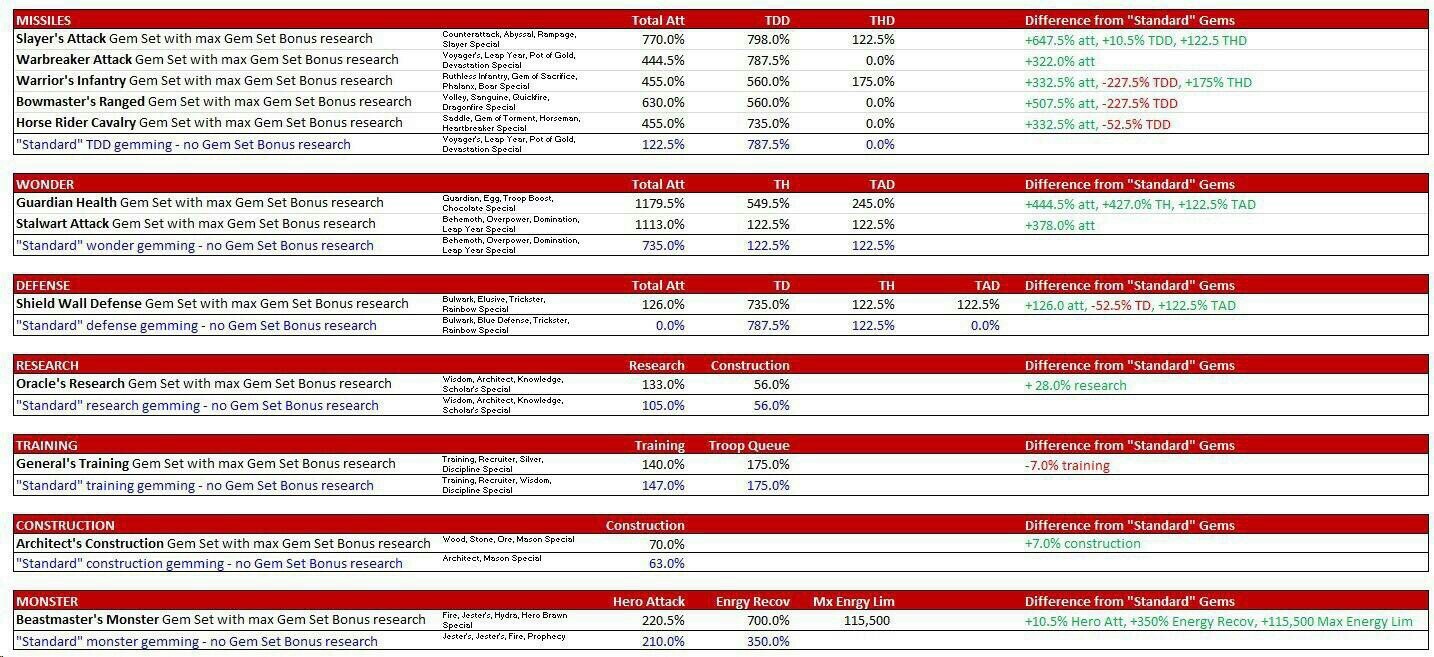 MISSILES Total Att TDD THD Difference from "Standard" Gems
Slayer's Attack Gem Set with max Gem Set Bonus research Counterattack, Abyssal, Rampage, Slayer Special 770.0% 798.0% 122.5% +647.5% att, +10.5% TDD, +122.5 THD
Warbreaker Attack Gem Set with max Gem Set Bonus research Voyager's, Leap Year, Pot of Gold, Devastation Special 444.5% 787.5% 0.0% +322.0% att
Warrior's Infantry Gem Set with max Gem Set Bonus research Ruthless Infantry, Gem of Sacrifice, Phalanx, Boar Special 455.0% 560.0% 175.0% +332.5% att, -227.5% TDD, +175% THD
Bowmaster's Ranged Gem Set with max Gem Set Bonus research Volley, Sanguine, Quickfire, Dragonfire Special 630.0% 560.0% 0.0% +507.5% att, -227.5% TDD
Horse Rider Cavalry Gem Set with max Gem Set Bonus research Saddle, Gem of Torment, Horseman, Heartbreaker Special 455.0% 735.0% 0.0% +332.5% att, -52.5% TDD
"Standard" TDD gemming - no Gem Set Bonus research Voyager's, Leap Year, Pot of Gold, Devastation Special 122.5% 787.5% 0.0%
WONDER Total Att TH TAD Difference from "Standard" Gems
Guardian Health Gem Set with max Gem Set Bonus research Guardian, Egg, Troop Boost, Chocolate Special 1179.5% 549.5% 245.0% +444.5% att, +427.0% TH, +122.5% TAD
Stalwart Attack Gem Set with max Gem Set Bonus research Behemoth, Overpower, Domination, Leap Year Special 1113.0% 122.5% 122.5% +378.0% att
"Standard" wonder gemming - no Gem Set Bonus research Behemoth, Overpower, Domination, Leap Year Special 735.0% 122.5% 122.5%
DEFENSE Total Att TD TH TAD Difference from "Standard" Gems
Shield Wall Defense Gem Set with max Gem Set Bonus research Bulwark, Elusive, Trickster, Rainbow Special 126.0% 735.0% 122.5% 122.5% +126.0 att, -52.5% TD, +122.5% TAD
"Standard" defense gemming - no Gem Set Bonus research Bulwark, Blue Defense, Trickster, Rainbow Special 0.0% 787.5% 122.5% 0.0%
RESEARCH Research Construction Difference from "Standard" Gems
Oracle's Research Gem Set with max Gem Set Bonus research Wisdom, Architect, Knowledge, Scholar's Special 133.0% 56.0% + 28.0% research
"Standard" research gemming - no Gem Set Bonus research Wisdom, Architect, Knowledge, Scholar's Special 105.0% 56.0%
TRAINING Training Troop Queue Difference from "Standard" Gems
General's Training Gem Set with max Gem Set Bonus research Training, Recruiter, Silver, Discipline Special 140.0% 175.0% -7.0% training
"Standard" training gemming - no Gem Set Bonus research Training, Recruiter, Wisdom, Discipline Special 147.0% 175.0%
CONSTRUCTION Construction Difference from "Standard" Gems
Architect's Construction Gem Set with max Gem Set Bonus research Wood, Stone, Ore, Mason Special 70.0% +7.0% construction
"Standard" construction gemming - no Gem Set Bonus research Architect, Mason Special 63.0%
MONSTER Hero Attack Enrgy Recov Mx Enrgy Lim Difference from "Standard" Gems
Beastmaster's Monster Gem Set with max Gem Set Bonus research Fire, Jester's, Hydra, Hero Brawn Special 220.5% 700.0% 115,500 +10.5% Hero Att, +350% Energy Recov, +115,500 Max Energy Lim
"Standard" monster gemming - no Gem Set Bonus research Jester's, Jester's, Fire, Prophecy 210.0% 350.0%